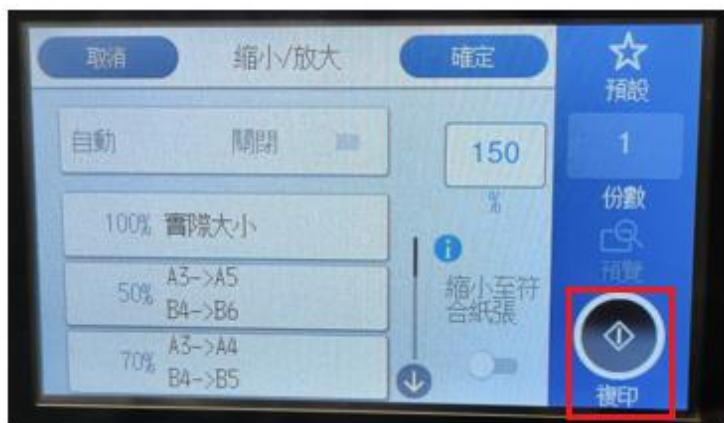 取消
縮小/放大
確定
預設
自動
關閉
150
1
%
份數
100% 實際大小
預覽
50%
A3->A5
B4->B6
縮小至符
合紙張
70%
A3->A4
B4->B5
複印